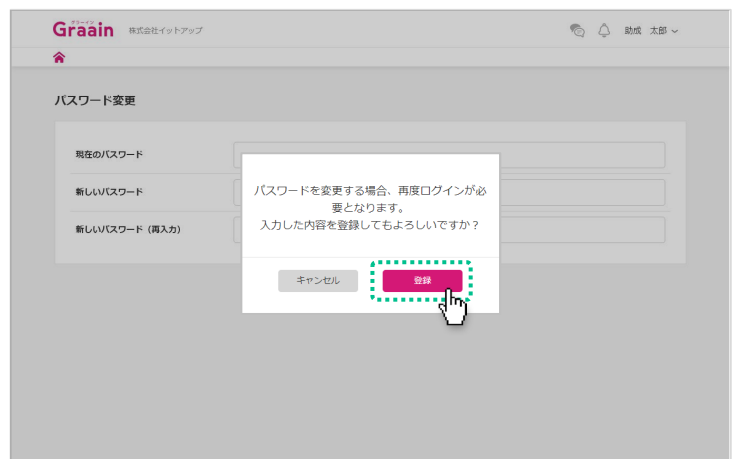 グラーイン
Graain 株式会社イットアップ 助成 太郎
パスワード変更
現在のパスワード
新しいパスワード
新しいパスワード（再入力）
パスワードを変更する場合、再度ログインが必
要となります。
入力した内容を登録してもよろしいですか？
キャンセル 登録